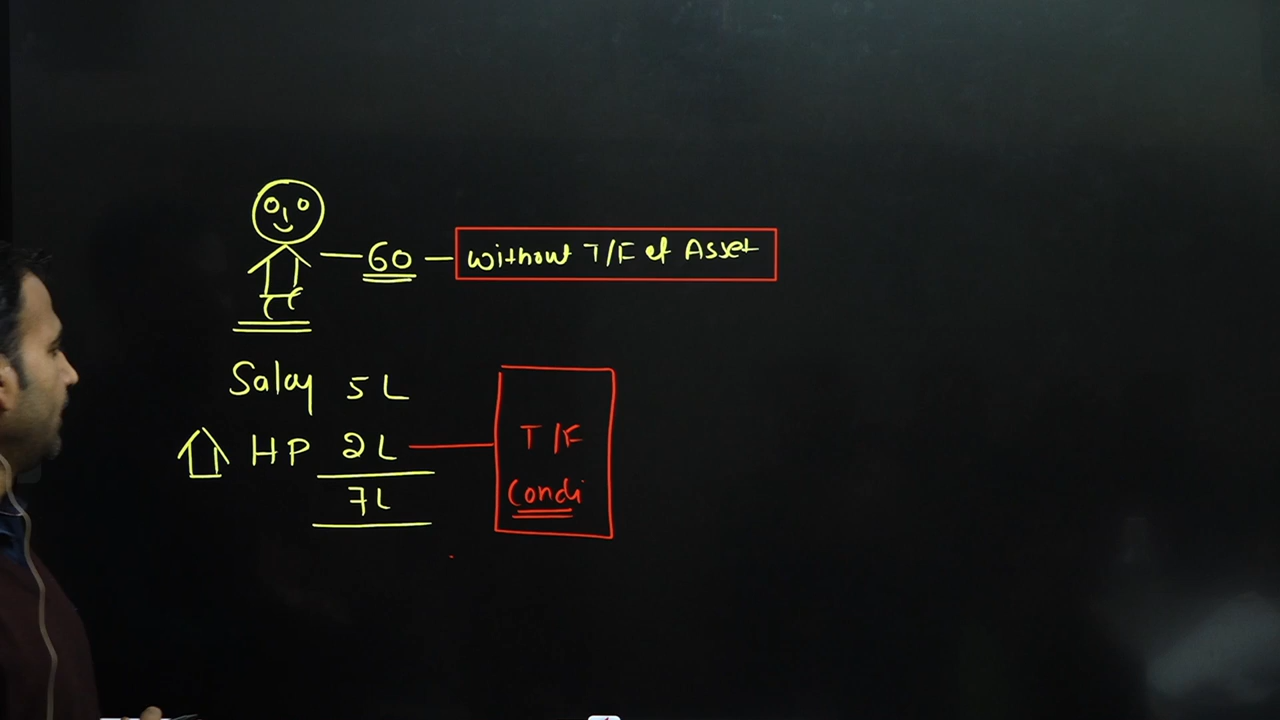 60 — without T/F of Asset
Salay 5 L
HP 2L
T/F
7L
Condi